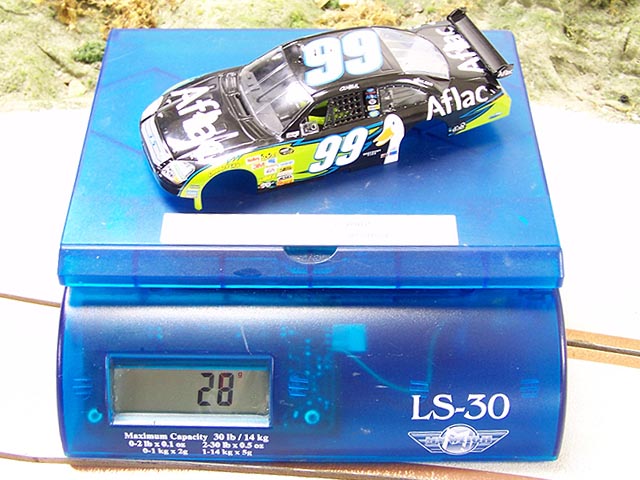 99
Aflac
Aflac
Aflac
99
28 g
LS-30
Maximum Capacity 30 lb / 14 kg
0-2 lb x 0.1 oz 2-30 lb x 0.5 oz
0-1 kg x 2g 1-14 kg x 5g